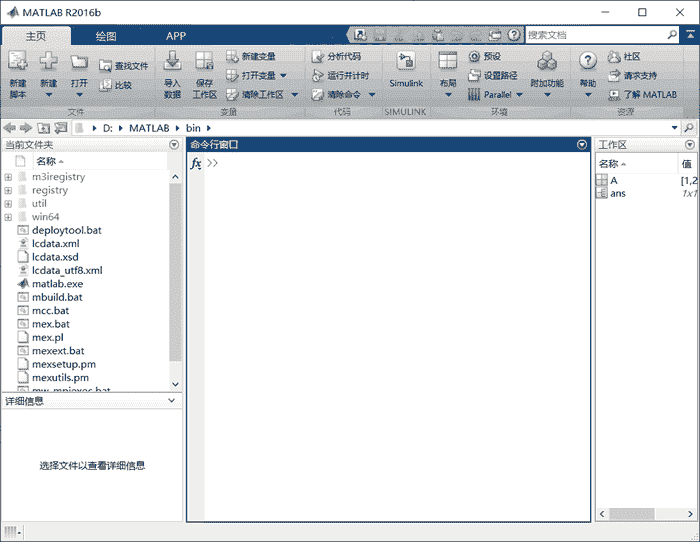 MATLAB R2016b
主页 绘图 APP 搜索文档
新建脚本 新建 打开 查找文件 比较
导入数据 保存工作区 新建变量 打开变量 清除工作区
分析代码 运行并计时 清除命令
Simulink
布局 预设 设置路径 Parallel 附加功能
帮助 社区 请求支持 了解 MATLAB
文件 变量 代码 SIMULINK 环境 资源
D: MATLAB bin
当前文件夹
名称
m3iregistry
registry
util
win64
deploytool.bat
lcdata.xml
lcdata.xsd
lcdata_utf8.xml
matlab.exe
mbuild.bat
mcc.bat
mex.bat
mex.pl
mexext.bat
mexsetup.pm
mexutils.pm
mw_mpiexec.bat
详细信息
选择文件以查看详细信息
命令行窗口
fx >>
工作区
名称 值
A [1,2
ans 1x1